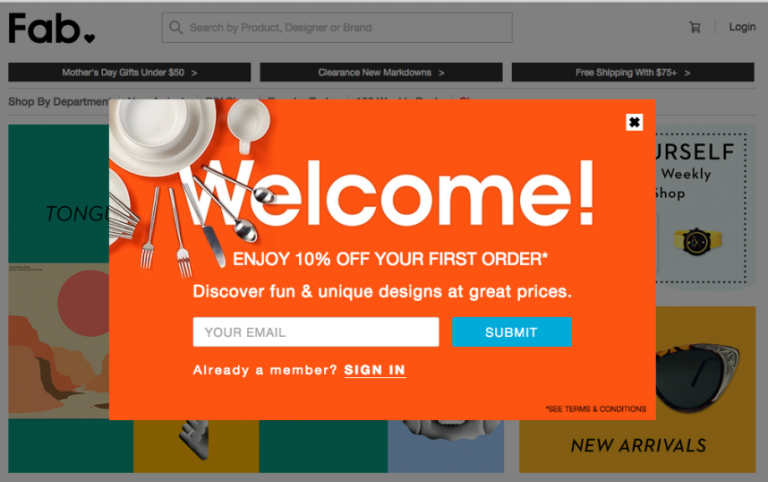 Fab.
Search by Product, Designer or Brand
Login
Mother's Day Gifts Under $50 >
Clearance New Markdowns >
Free Shipping With $75+ >
Shop By Department
Welcome!
ENJOY 10% OFF YOUR FIRST ORDER*
Discover fun & unique designs at great prices.
YOUR EMAIL
SUBMIT
Already a member? SIGN IN
*SEE TERMS & CONDITIONS
TONGU
URSELF
Weekly
Shop
NEW ARRIVALS